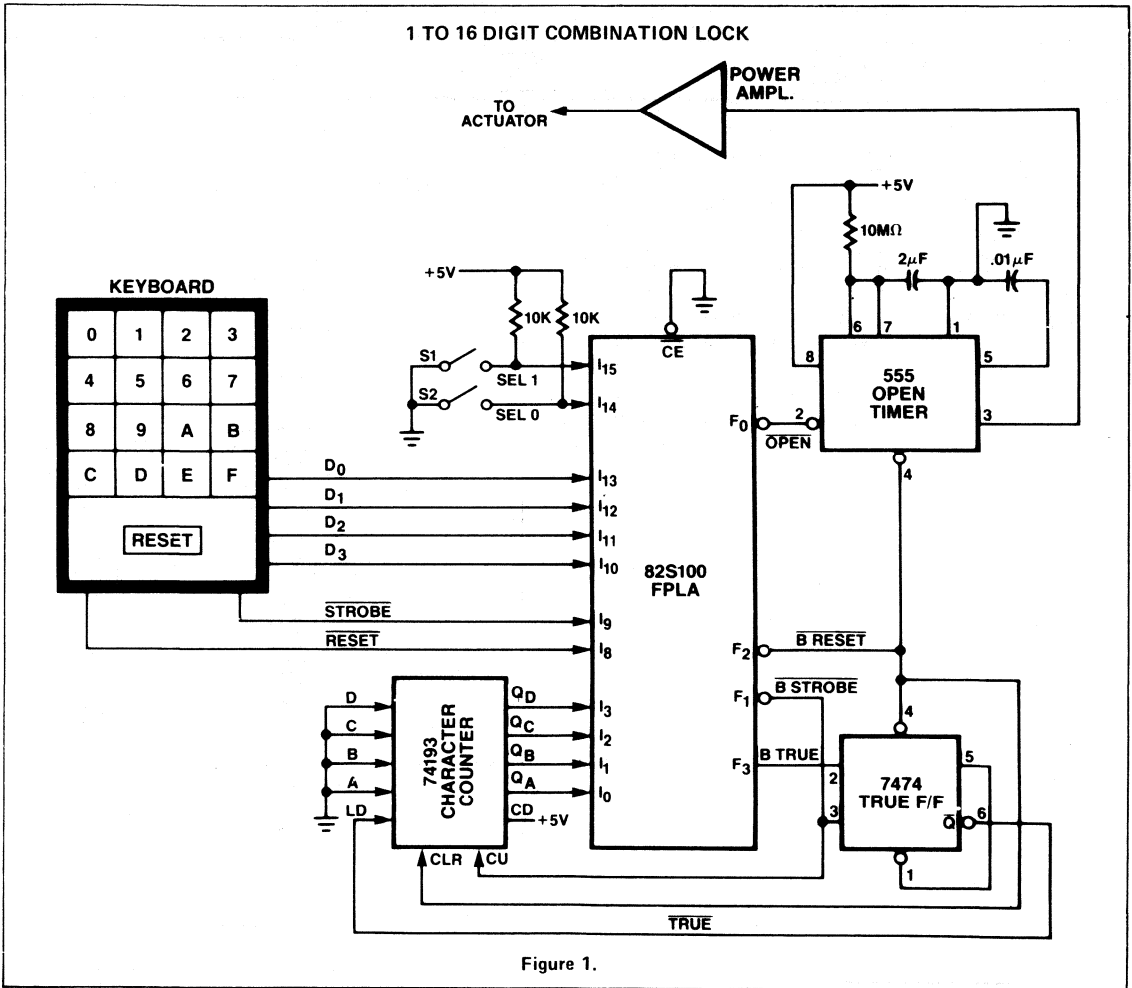 1 TO 16 DIGIT COMBINATION LOCK
POWER
AMPL.
TO
ACTUATOR
+5V
10MΩ
2μF
.01μF
6
7
1
8
5
555
OPEN
TIMER
2
3
4
KEYBOARD
0 1 2 3
4 5 6 7
8 9 A B
C D E F
RESET
+5V
10K
10K
S1
SEL 1
S2
SEL 0
CE
I15
I14
D0
I13
D1
I12
D2
I11
D3
I10
STROBE
I9
RESET
I8
82S100
FPLA
F0
OPEN
F2
B RESET
F1
B STROBE
F3
B TRUE
D
C
B
A
LD
74193
CHARACTER
COUNTER
QD
QC
QB
QA
CD
+5V
I3
I2
I1
I0
CLR
CU
4
2
3
5
6
1
7474
TRUE F/F
Q
TRUE
Figure 1.